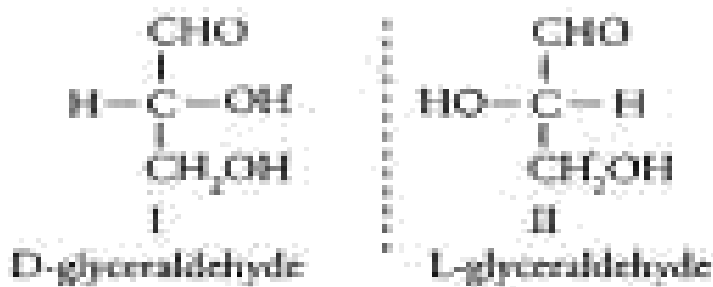 CHO CHO
H—C—OH HO—C—H
CH₂OH CH₂OH
I II
D-glyceraldehyde L-glyceraldehyde